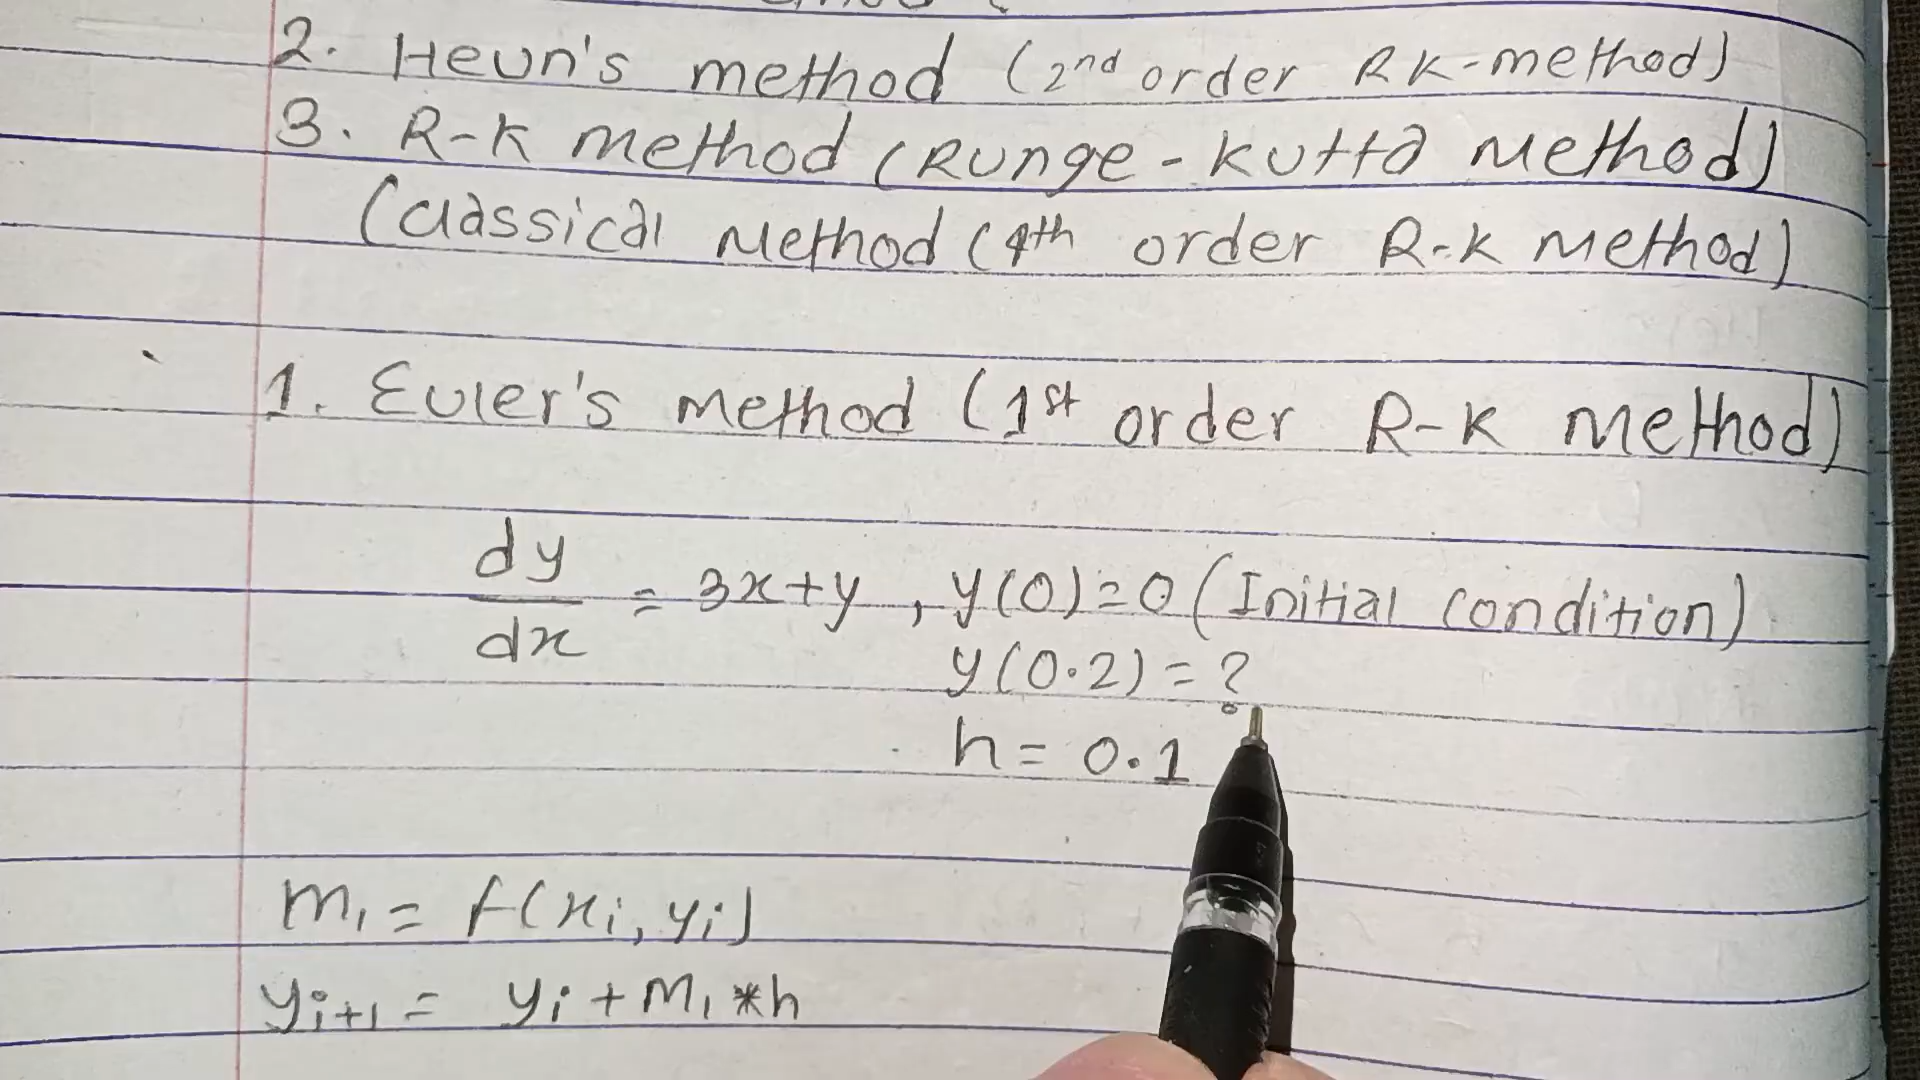 2. Heun's method (2nd order RK-method)
3. R-K method (Runge-Kutta Method)
(Classical Method (4th order R-K Method)
1. Euler's Method (1st order R-K Method)
dy/dx = 3x+y, y(0)=0 (Initial condition)
y(0.2) = ?
h = 0.1
m₁ = f(xᵢ, yᵢ)
yᵢ₊₁ = yᵢ + m₁ * h